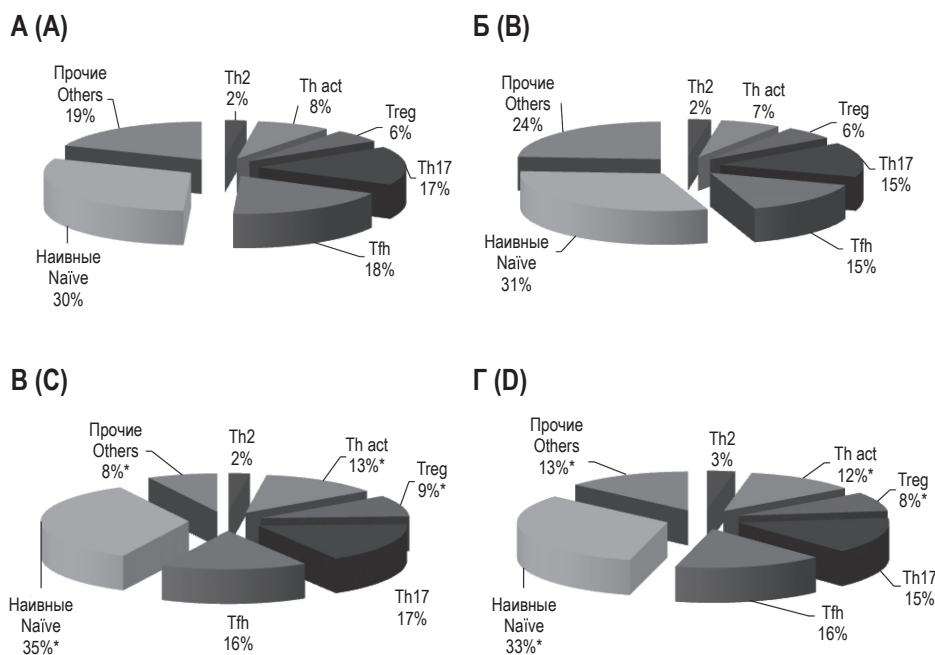 А (A)
Прочие
Others
19%
Th2
2%
Th act
8%
Treg
6%
Th17
17%
Tfh
18%
Наивные
Naïve
30%
Б (B)
Прочие
Others
24%
Th2
2%
Th act
7%
Treg
6%
Th17
15%
Tfh
15%
Наивные
Naïve
31%
В (C)
Прочие
Others
8%*
Th2
2%
Th act
13%*
Treg
9%*
Th17
17%
Tfh
16%
Наивные
Naïve
35%*
Г (D)
Прочие
Others
13%*
Th2
3%
Th act
12%*
Treg
8%*
Th17
15%
Tfh
16%
Наивные
Naïve
33%*